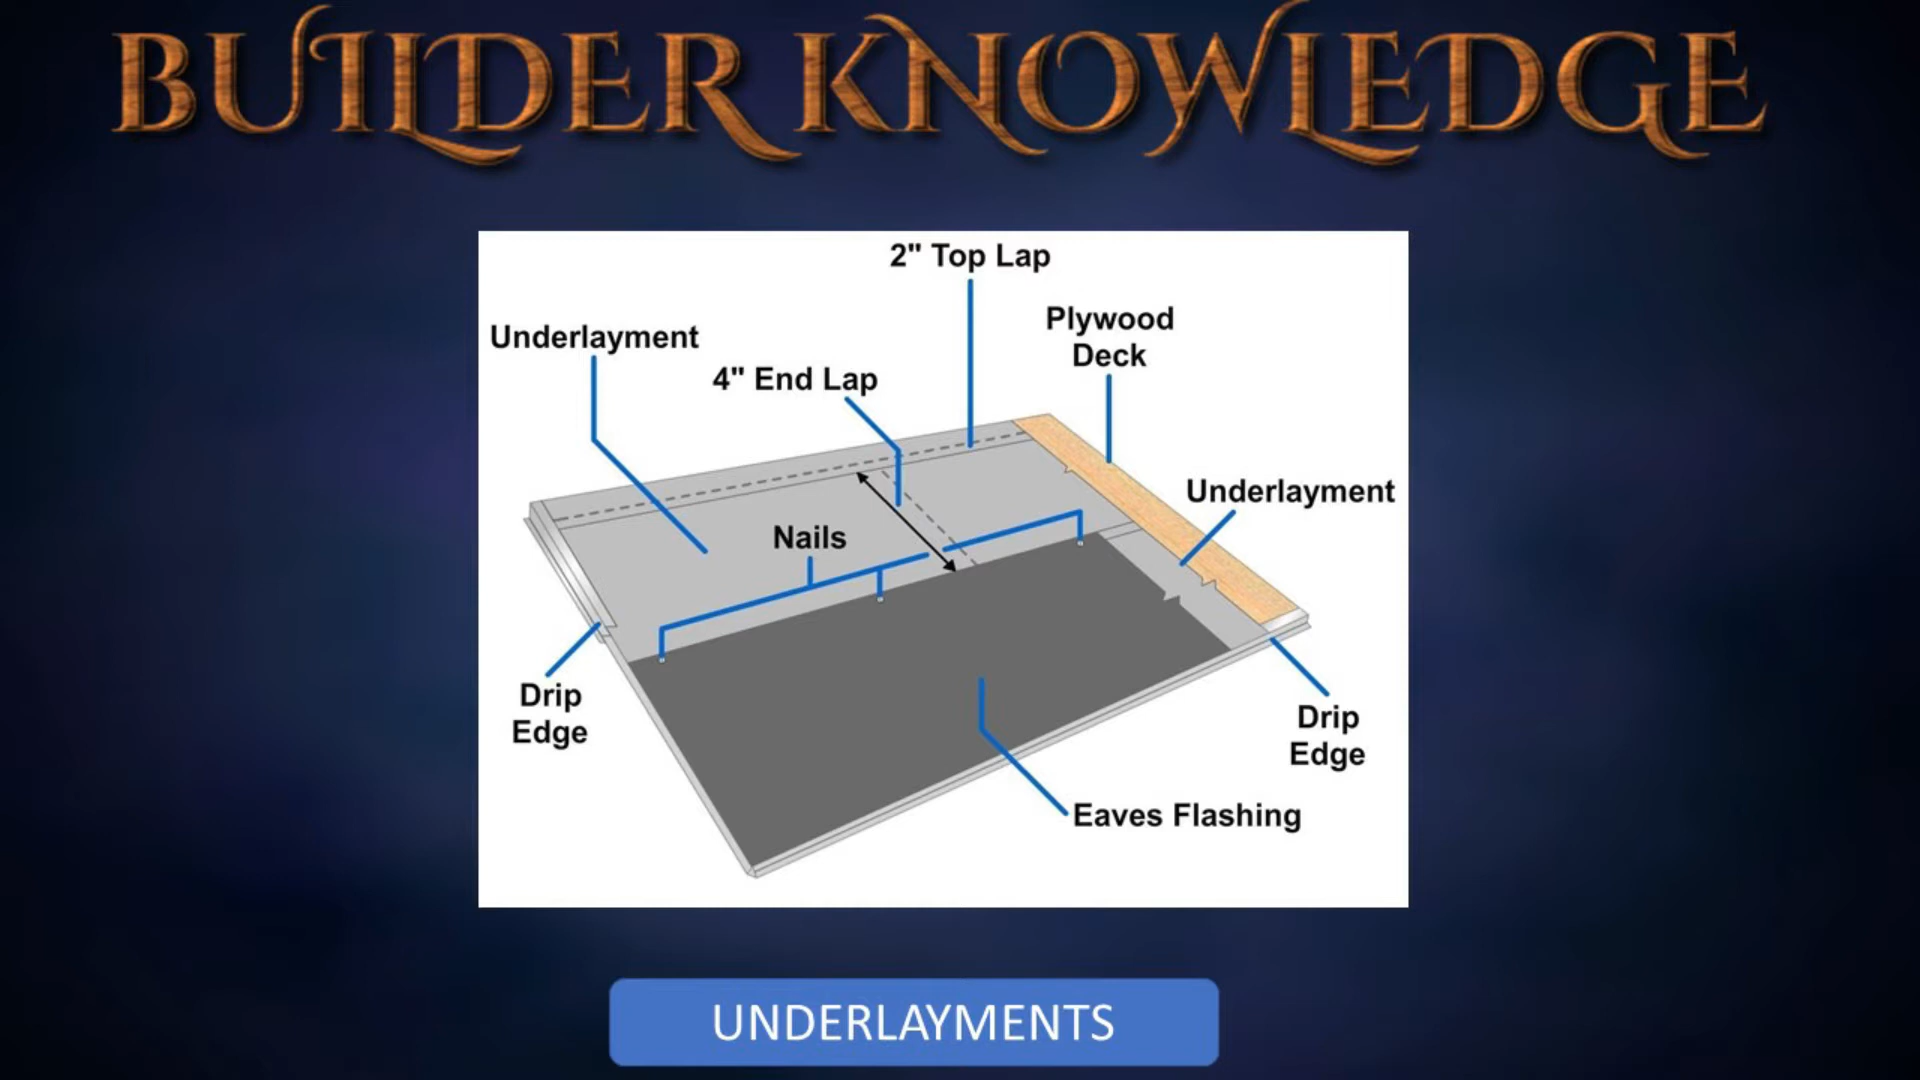 BUILDER KNOWLEDGE
2" Top Lap
Plywood
Deck
Underlayment
4" End Lap
Underlayment
Nails
Drip
Edge
Drip
Edge
Eaves Flashing
UNDERLAYMENTS